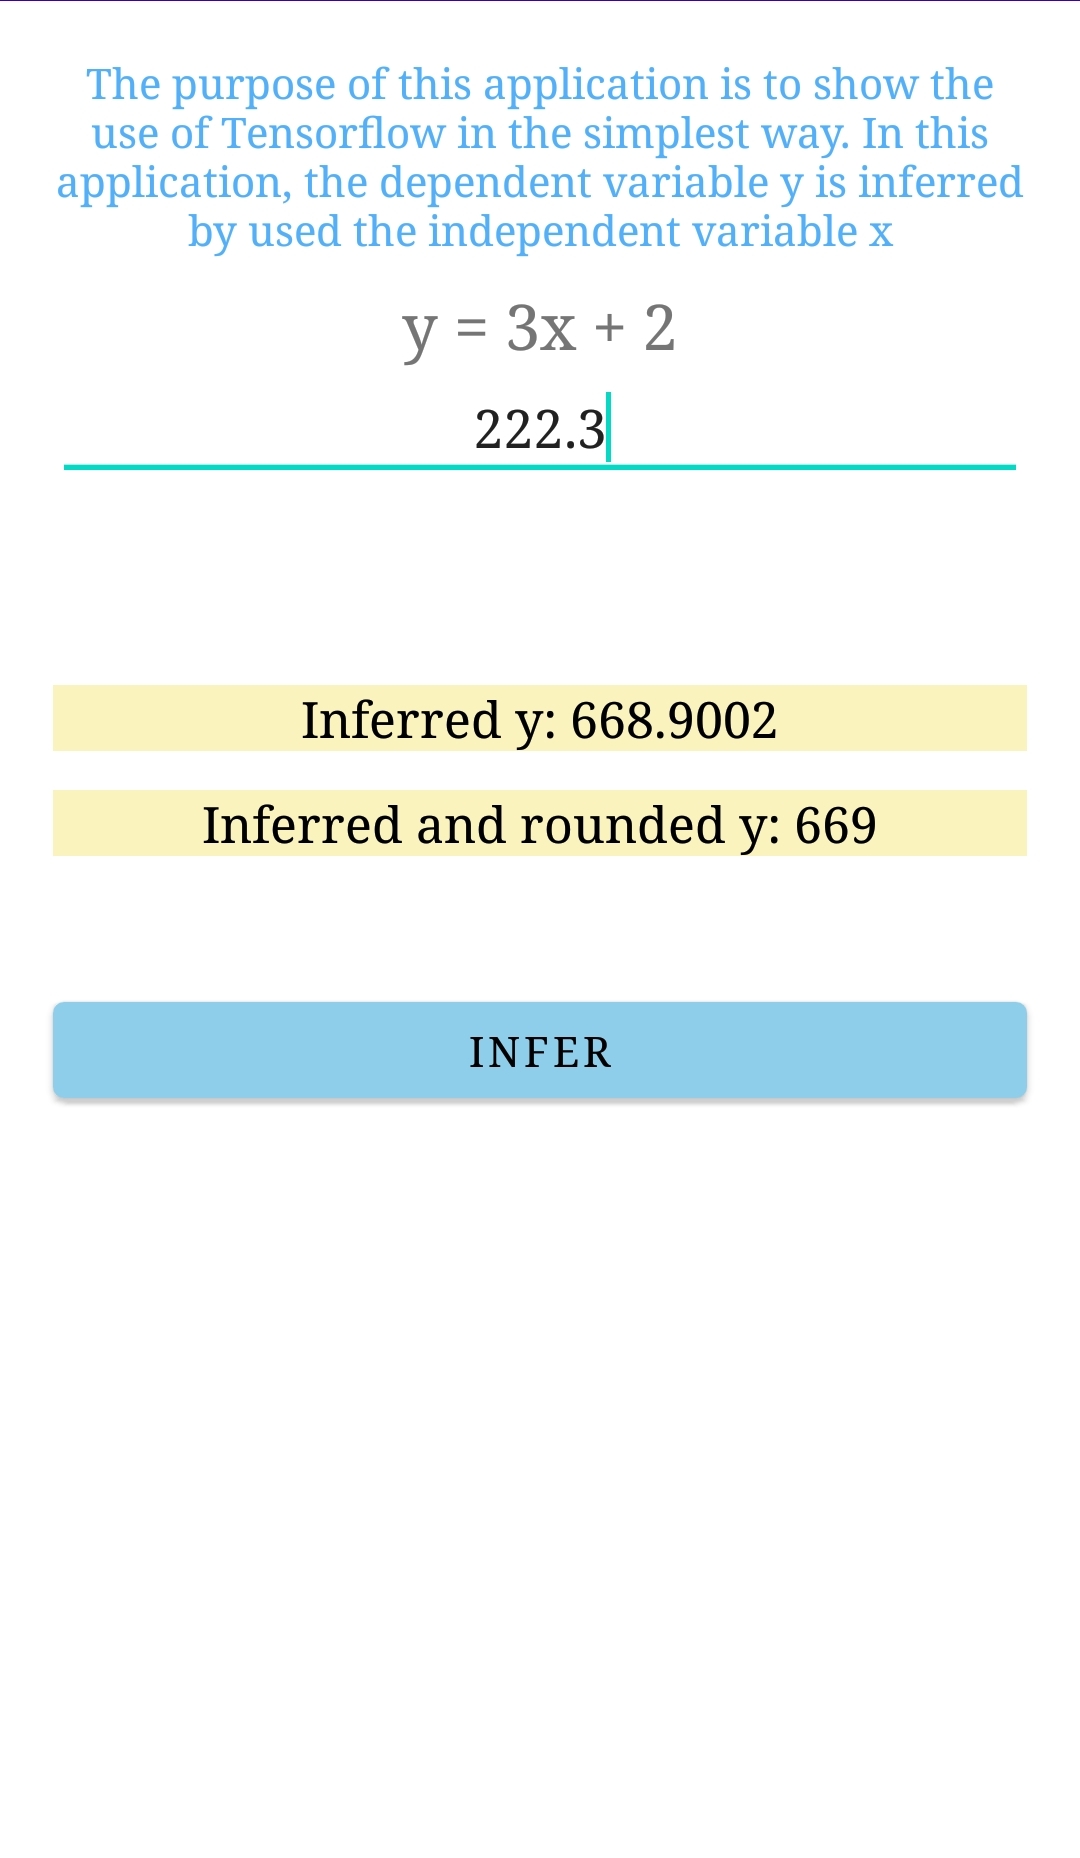 The purpose of this application is to show the
use of Tensorflow in the simplest way. In this
application, the dependent variable y is inferred
by used the independent variable x
y = 3x + 2
222.3
Inferred y: 668.9002
Inferred and rounded y: 669
INFER